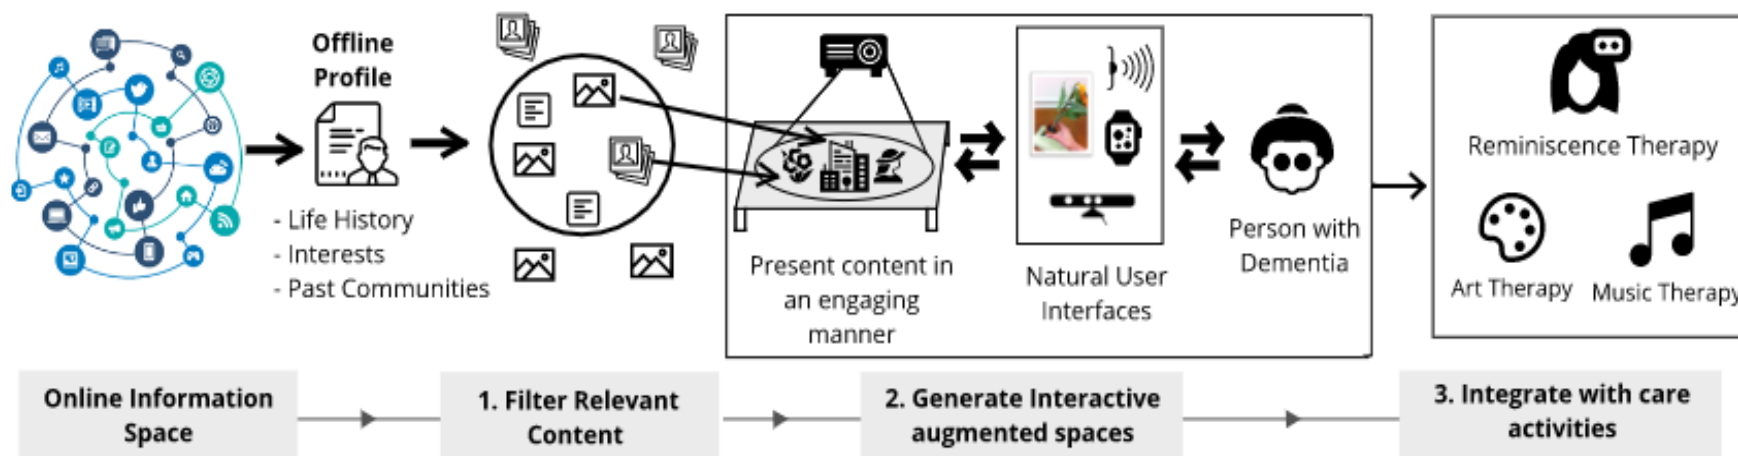 Offline
Profile
- Life History
- Interests
- Past Communities
Present content in
an engaging
manner
Natural User
Interfaces
Person with
Dementia
Reminiscence Therapy
Art Therapy
Music Therapy
Online Information
Space
1. Filter Relevant
Content
2. Generate Interactive
augmented spaces
3. Integrate with care
activities